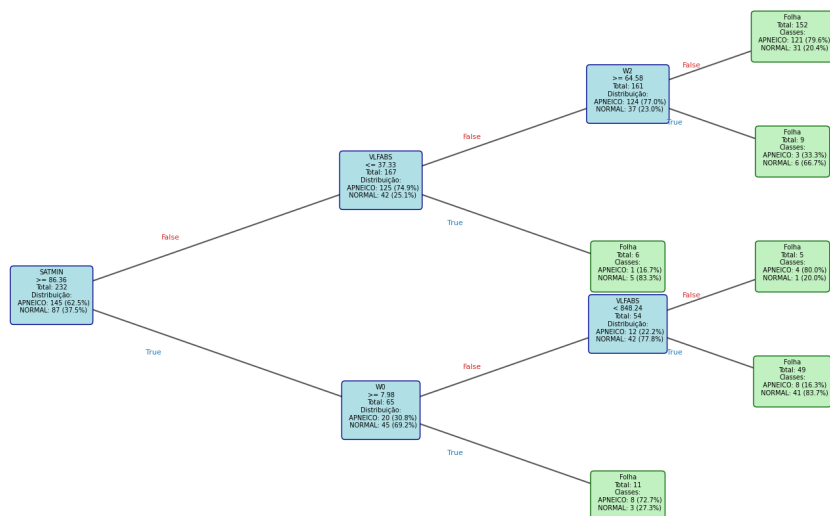 Folha
Total: 152
Classes:
APNEICO: 121 (79.6%)
NORMAL: 31 (20.4%)
False
W2
>= 64.58
Total: 161
Distribuição:
APNEICO: 124 (77.0%)
NORMAL: 37 (23.0%)
True
False
Folha
Total: 9
Classes:
APNEICO: 3 (33.3%)
NORMAL: 6 (66.7%)
VLFABS
<= 37.33
Total: 167
Distribuição:
APNEICO: 125 (74.9%)
NORMAL: 42 (25.1%)
True
False
Folha
Total: 6
Classes:
APNEICO: 1 (16.7%)
NORMAL: 5 (83.3%)
Folha
Total: 5
Classes:
APNEICO: 4 (80.0%)
NORMAL: 1 (20.0%)
SATMIN
>= 86.36
Total: 232
Distribuição:
APNEICO: 145 (62.5%)
NORMAL: 87 (37.5%)
False
VLFABS
< 848.24
Total: 54
Distribuição:
APNEICO: 12 (22.2%)
NORMAL: 42 (77.8%)
True
True
False
Folha
Total: 49
Classes:
APNEICO: 8 (16.3%)
NORMAL: 41 (83.7%)
W0
>= 7.98
Total: 65
Distribuição:
APNEICO: 20 (30.8%)
NORMAL: 45 (69.2%)
True
Folha
Total: 11
Classes:
APNEICO: 8 (72.7%)
NORMAL: 3 (27.3%)